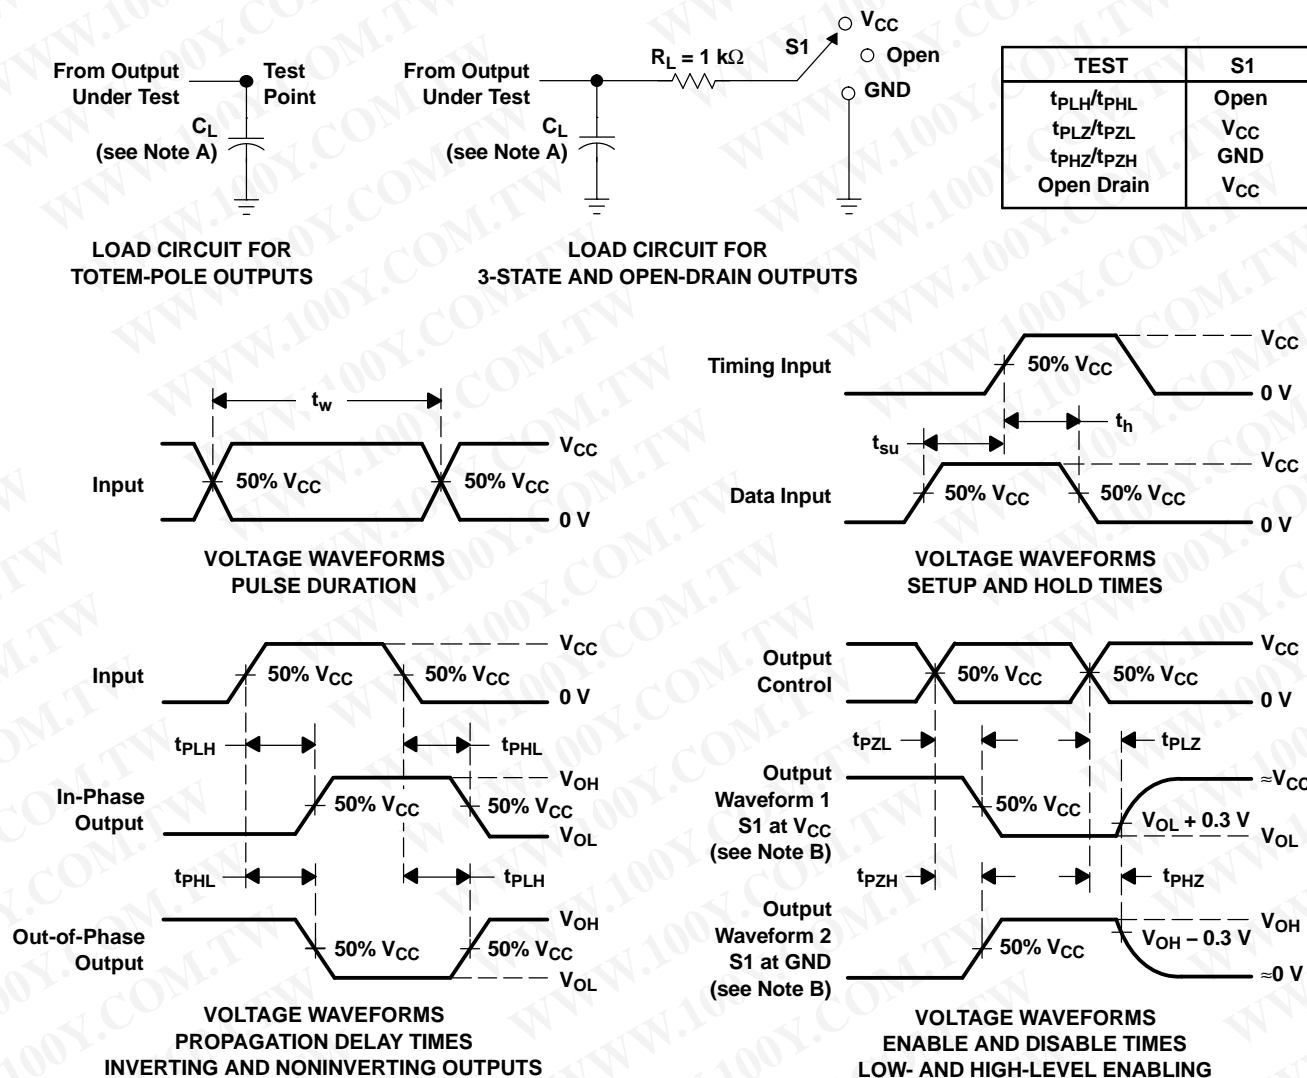 From Output
Under Test
Test
Point
C_L
(see Note A)
LOAD CIRCUIT FOR
TOTEM-POLE OUTPUTS
From Output
Under Test
R_L = 1 kΩ
S1
V_CC
Open
GND
C_L
(see Note A)
LOAD CIRCUIT FOR
3-STATE AND OPEN-DRAIN OUTPUTS
TEST S1
t_PLH/t_PHL Open
t_PLZ/t_PZL V_CC
t_PHZ/t_PZH GND
Open Drain V_CC
t_w
Input
50% V_CC
50% V_CC
V_CC
0 V
VOLTAGE WAVEFORMS
PULSE DURATION
Timing Input
50% V_CC
V_CC
0 V
t_su
t_h
Data Input
50% V_CC
50% V_CC
V_CC
0 V
VOLTAGE WAVEFORMS
SETUP AND HOLD TIMES
Input
50% V_CC
50% V_CC
V_CC
0 V
t_PLH
t_PHL
In-Phase
Output
50% V_CC
50% V_CC
V_OH
V_OL
t_PHL
t_PLH
Out-of-Phase
Output
50% V_CC
50% V_CC
V_OH
V_OL
VOLTAGE WAVEFORMS
PROPAGATION DELAY TIMES
INVERTING AND NONINVERTING OUTPUTS
Output
Control
50% V_CC
50% V_CC
V_CC
0 V
t_PZL
t_PLZ
Output
Waveform 1
S1 at V_CC
(see Note B)
50% V_CC
V_OL + 0.3 V
≈V_CC
V_OL
t_PZH
t_PHZ
Output
Waveform 2
S1 at GND
(see Note B)
50% V_CC
V_OH – 0.3 V
V_OH
≈0 V
VOLTAGE WAVEFORMS
ENABLE AND DISABLE TIMES
LOW- AND HIGH-LEVEL ENABLING
WWW.100Y.COM.TW